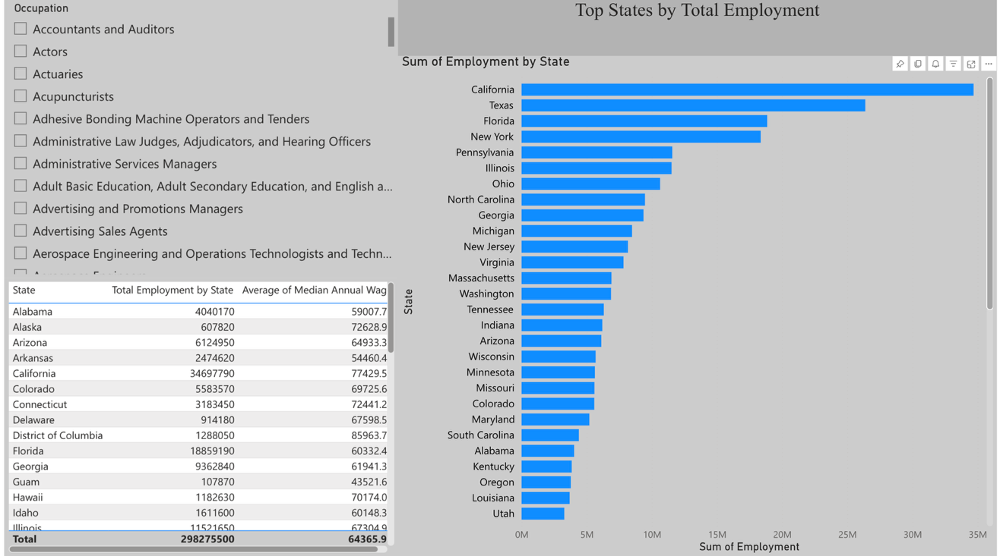 Occupation
Accountants and Auditors
Actors
Actuaries
Acupuncturists
Adhesive Bonding Machine Operators and Tenders
Administrative Law Judges, Adjudicators, and Hearing Officers
Administrative Services Managers
Adult Basic Education, Adult Secondary Education, and English a...
Advertising and Promotions Managers
Advertising Sales Agents
Aerospace Engineering and Operations Technologists and Techn...
State Total Employment by State Average of Median Annual Wag
Alabama 4040170 59007.7
Alaska 607820 72628.9
Arizona 6124950 64933.3
Arkansas 2474620 54460.4
California 34697790 77429.5
Colorado 5583570 69725.6
Connecticut 3183450 72441.2
Delaware 914180 67598.5
District of Columbia 1288050 85963.7
Florida 18859190 60332.4
Georgia 9362840 61941.3
Guam 107870 43521.6
Hawaii 1182630 70174.0
Idaho 1611600 60148.3
Illinois 11521650 67304.9
Total 298275500 64365.9
Top States by Total Employment
Sum of Employment by State
State
California
Texas
Florida
New York
Pennsylvania
Illinois
Ohio
North Carolina
Georgia
Michigan
New Jersey
Virginia
Massachusetts
Washington
Tennessee
Indiana
Arizona
Wisconsin
Minnesota
Missouri
Colorado
Maryland
South Carolina
Alabama
Kentucky
Oregon
Louisiana
Utah
0M 5M 10M 15M 20M 25M 30M 35M
Sum of Employment